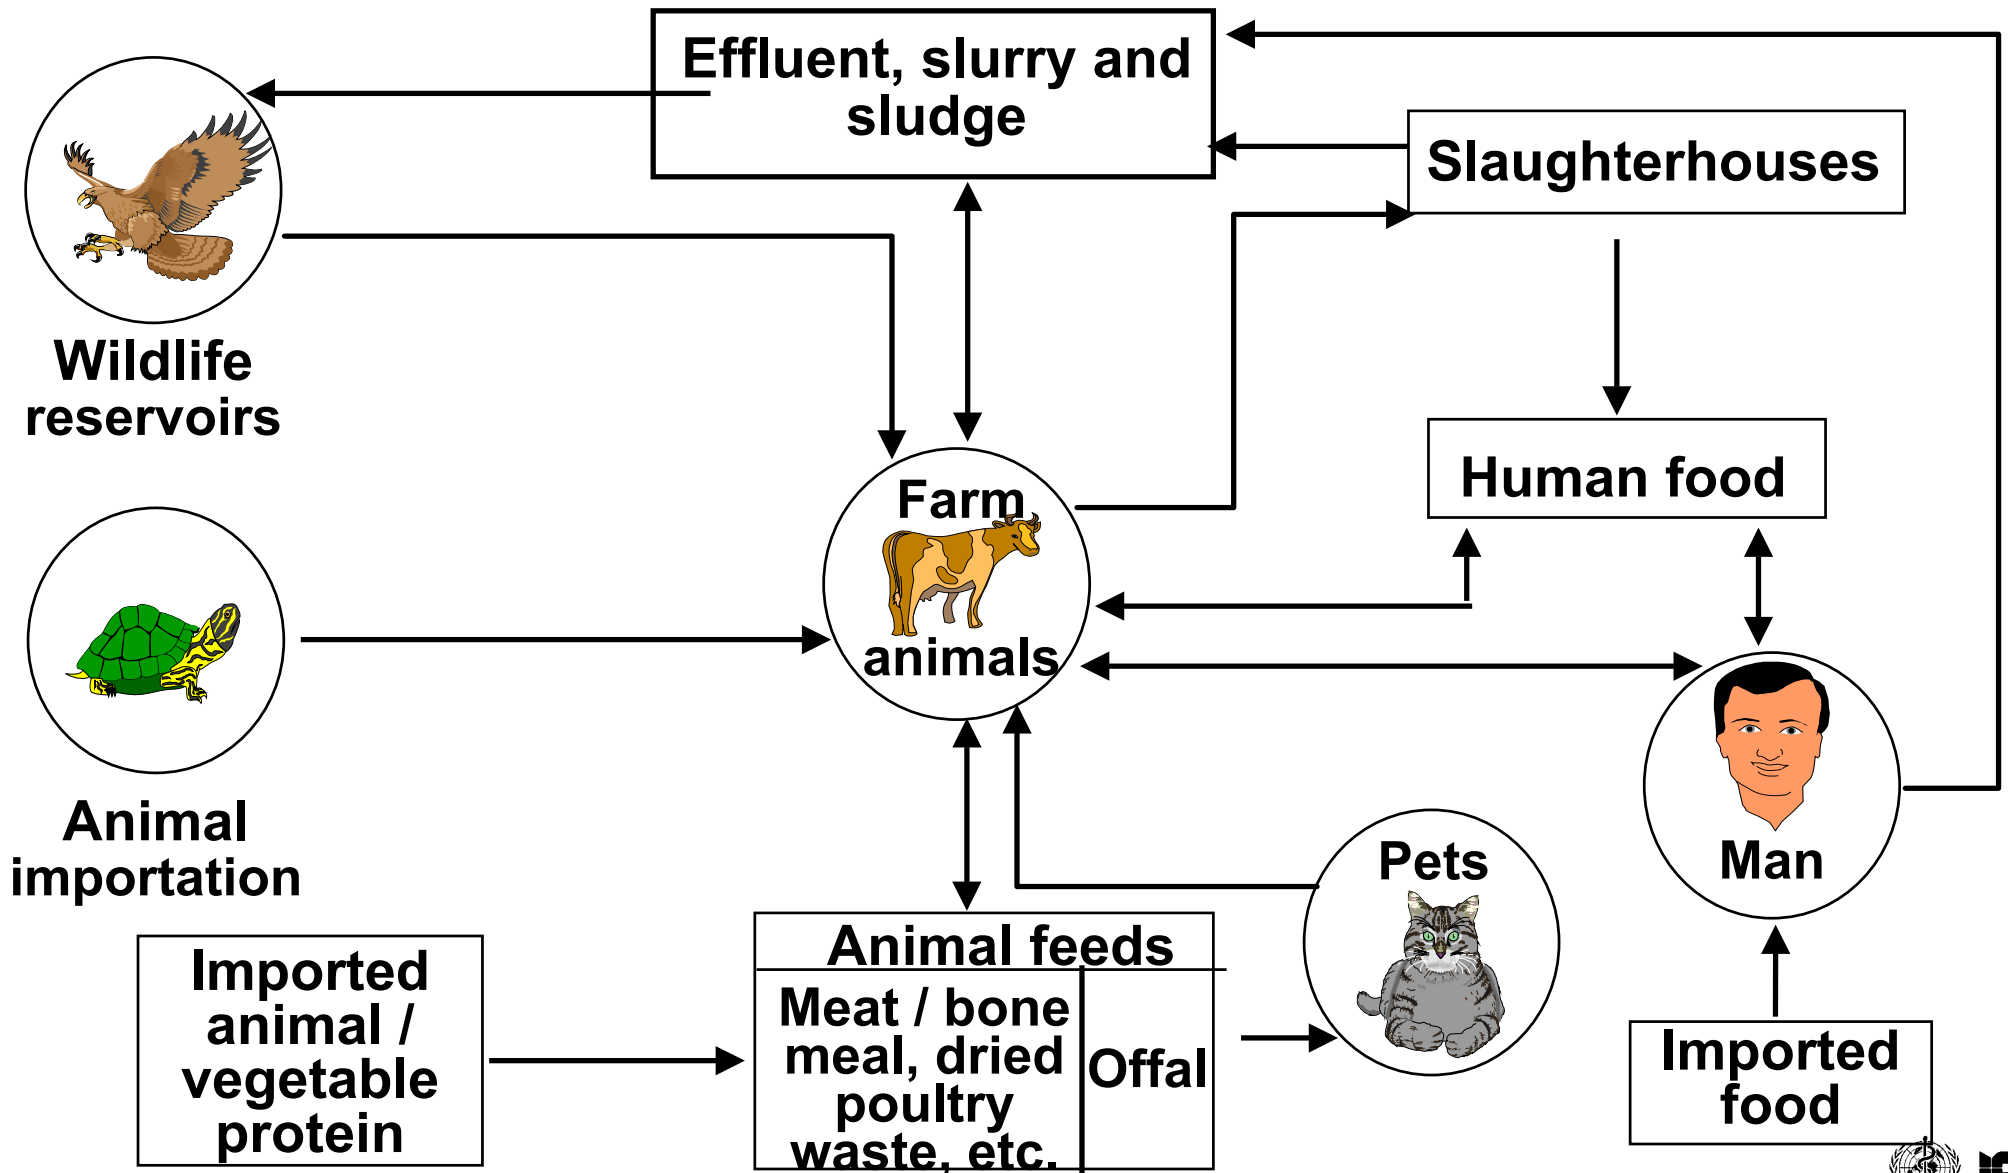 Effluent, slurry and
sludge
Slaughterhouses
Wildlife
reservoirs
Human food
Farm
animals
Animal
importation
Pets
Man
Imported
animal /
vegetable
protein
Animal feeds
Meat / bone
meal, dried
poultry
waste, etc.
Offal
Imported
food